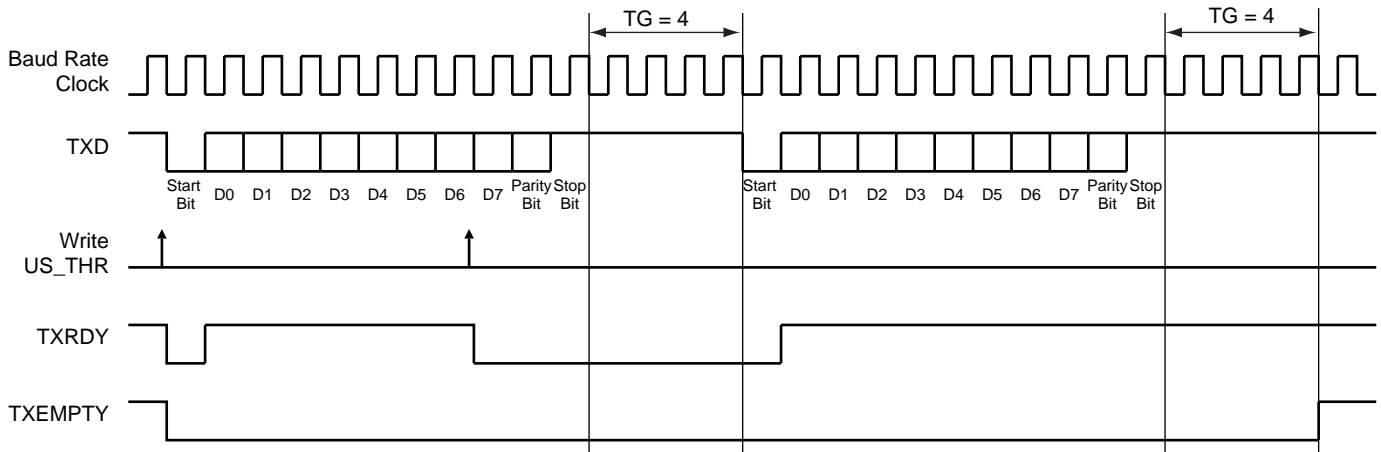 TG = 4
TG = 4
Baud Rate
Clock
TXD
Start
Bit
D0
D1
D2
D3
D4
D5
D6
D7
Parity
Bit
Stop
Bit
Start
Bit
D0
D1
D2
D3
D4
D5
D6
D7
Parity
Bit
Stop
Bit
Write
US_THR
TXRDY
TXEMPTY